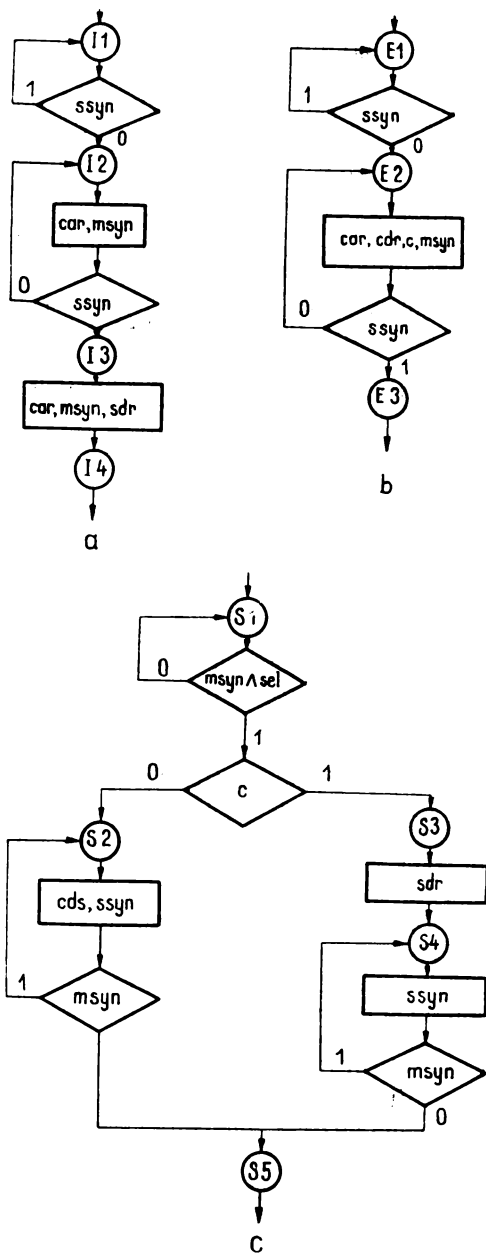 I1
1
ssyn
0
I2
car, msyn
0
ssyn
I3
car, msyn, sdr
I4
a
E1
1
ssyn
0
E2
car, cdr, c, msyn
0
ssyn
1
E3
b
S1
0
msyn ∧ sel
1
0
c
1
S2
S3
cds, ssyn
sdr
S4
1
msyn
ssyn
1
msyn
0
S5
C